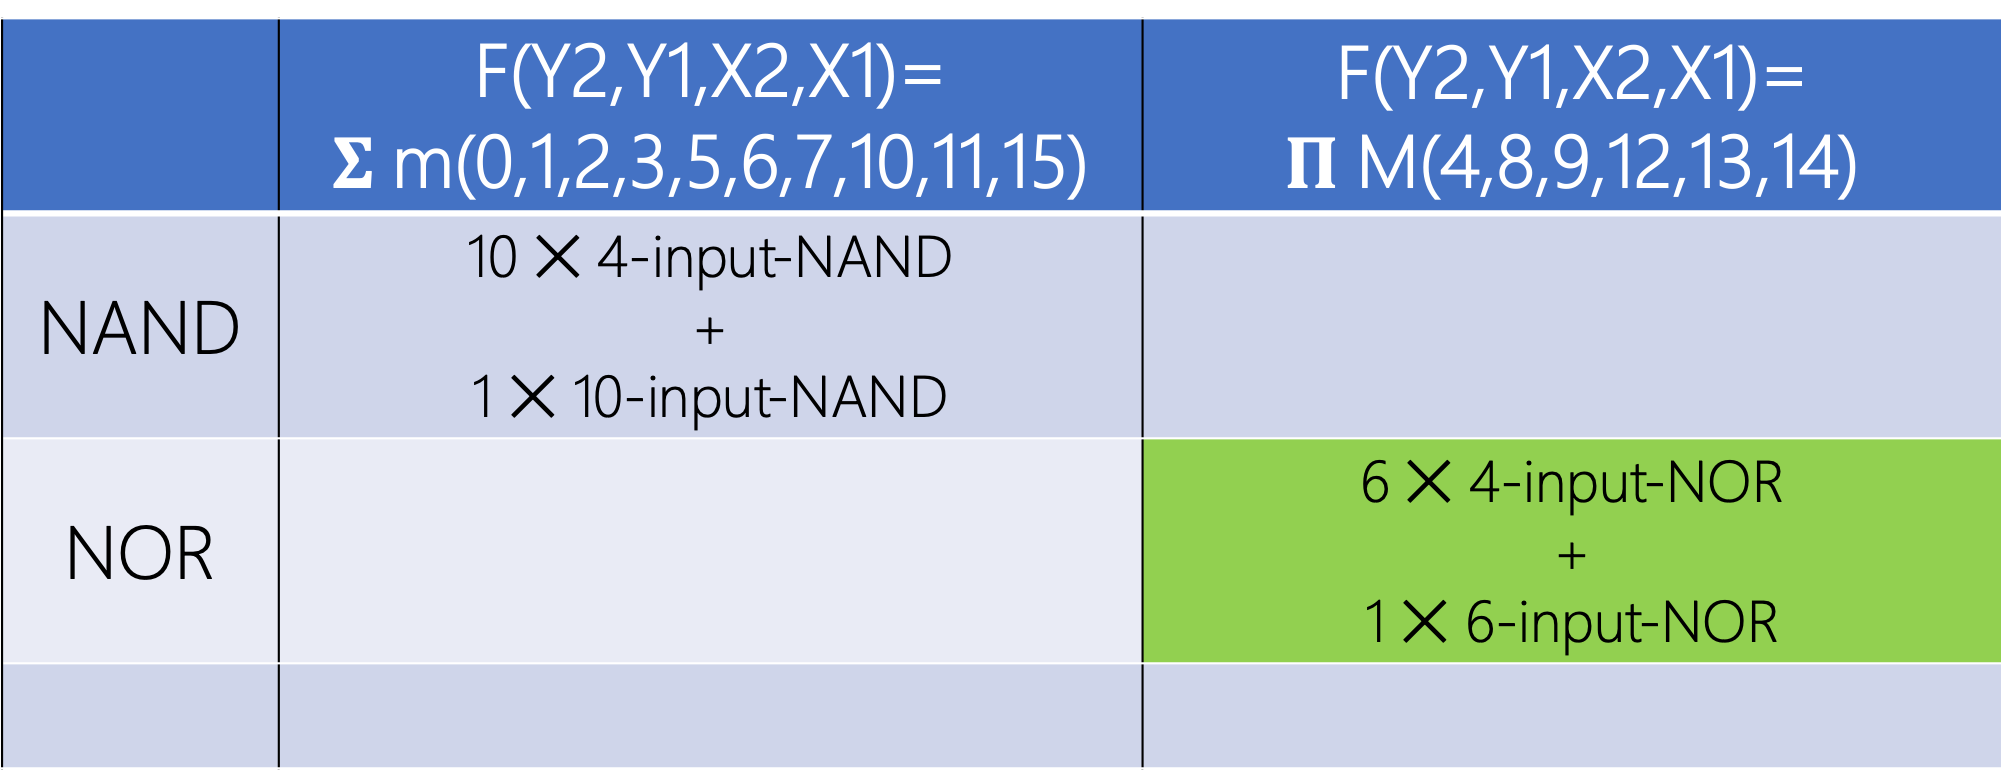 F(Y2,Y1,X2,X1)=
Σ m(0,1,2,3,5,6,7,10,11,15)
F(Y2,Y1,X2,X1)=
Π M(4,8,9,12,13,14)
NAND
10 ✕ 4-input-NAND
+
1 ✕ 10-input-NAND
NOR
6 ✕ 4-input-NOR
+
1 ✕ 6-input-NOR